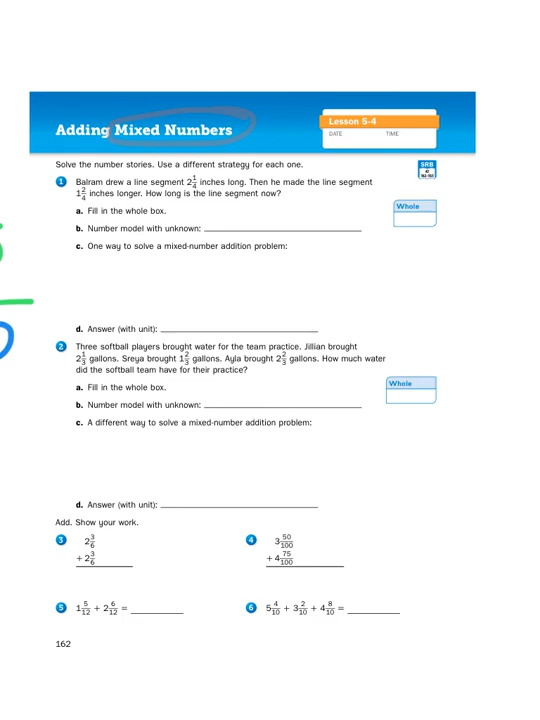 Adding Mixed Numbers
Lesson 5-4
DATE TIME
Solve the number stories. Use a different strategy for each one.
SRB
1 Balram drew a line segment 2 1/4 inches long. Then he made the line segment
1 2/4 inches longer. How long is the line segment now?
Whole
a. Fill in the whole box.
b. Number model with unknown: ____
c. One way to solve a mixed-number addition problem:
d. Answer (with unit): ____
2 Three softball players brought water for the team practice. Jillian brought
2 1/3 gallons. Sreya brought 1 2/3 gallons. Ayla brought 2 2/3 gallons. How much water
did the softball team have for their practice?
Whole
a. Fill in the whole box.
b. Number model with unknown: ____
c. A different way to solve a mixed-number addition problem:
d. Answer (with unit): ____
Add. Show your work.
3 2 3/6
+ 2 3/6
4 3 50/100
+ 4 75/100
5 1 5/12 + 2 6/12 = ____
6 5 4/10 + 3 2/10 + 4 8/10 = ____
162